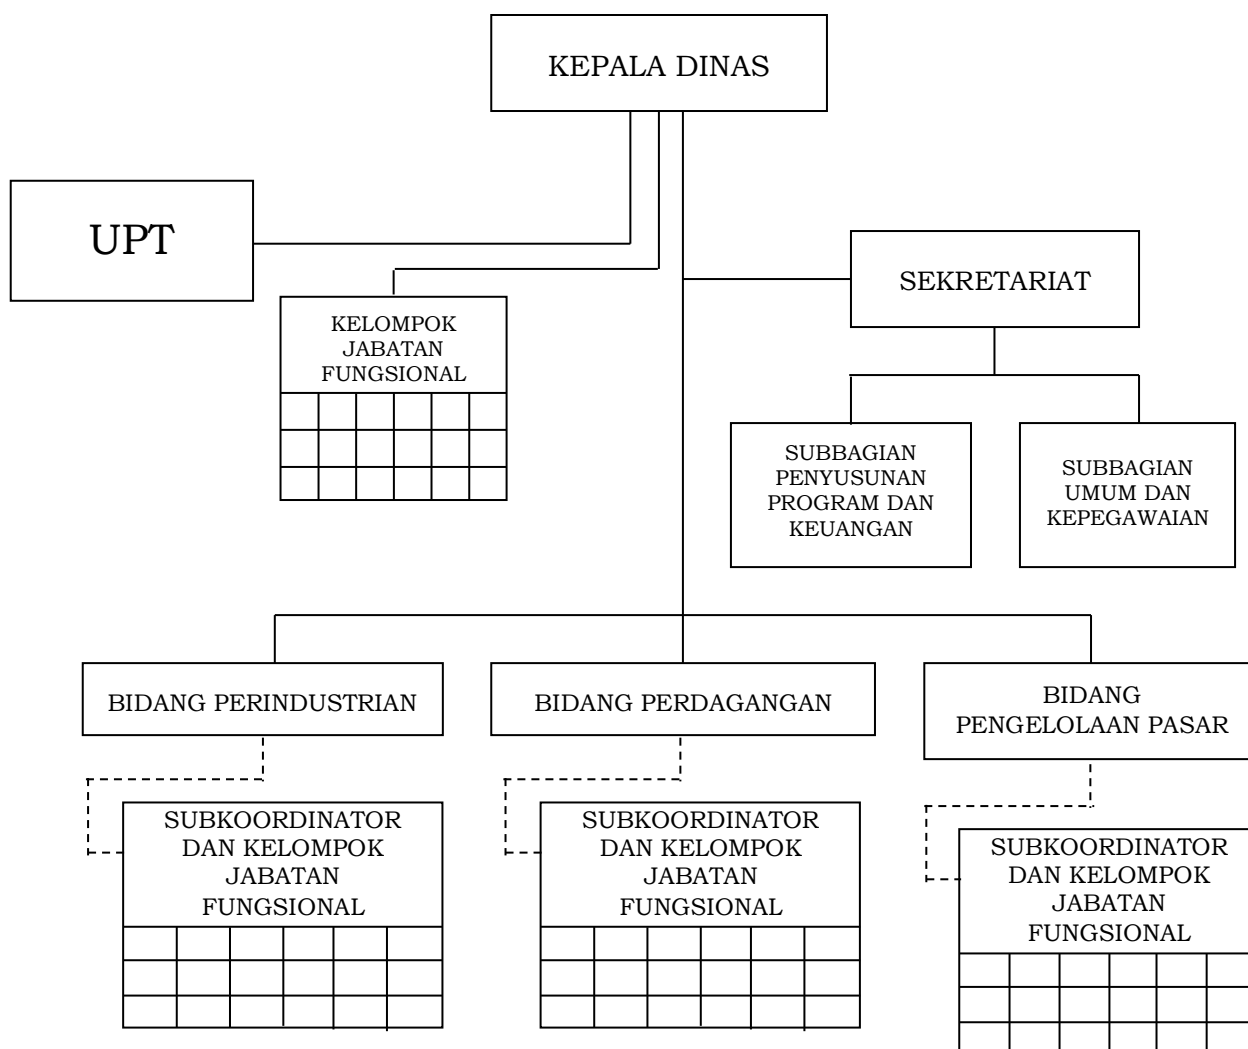 KEPALA DINAS
UPT
SEKRETARIAT
KELOMPOK
JABATAN
FUNGSIONAL
SUBBAGIAN
PENYUSUNAN
PROGRAM DAN
KEUANGAN
SUBBAGIAN
UMUM DAN
KEPEGAWAIAN
BIDANG PERINDUSTRIAN
BIDANG PERDAGANGAN
BIDANG
PENGELOLAAN PASAR
SUBKOORDINATOR
DAN KELOMPOK
JABATAN
FUNGSIONAL
SUBKOORDINATOR
DAN KELOMPOK
JABATAN
FUNGSIONAL
SUBKOORDINATOR
DAN KELOMPOK
JABATAN
FUNGSIONAL